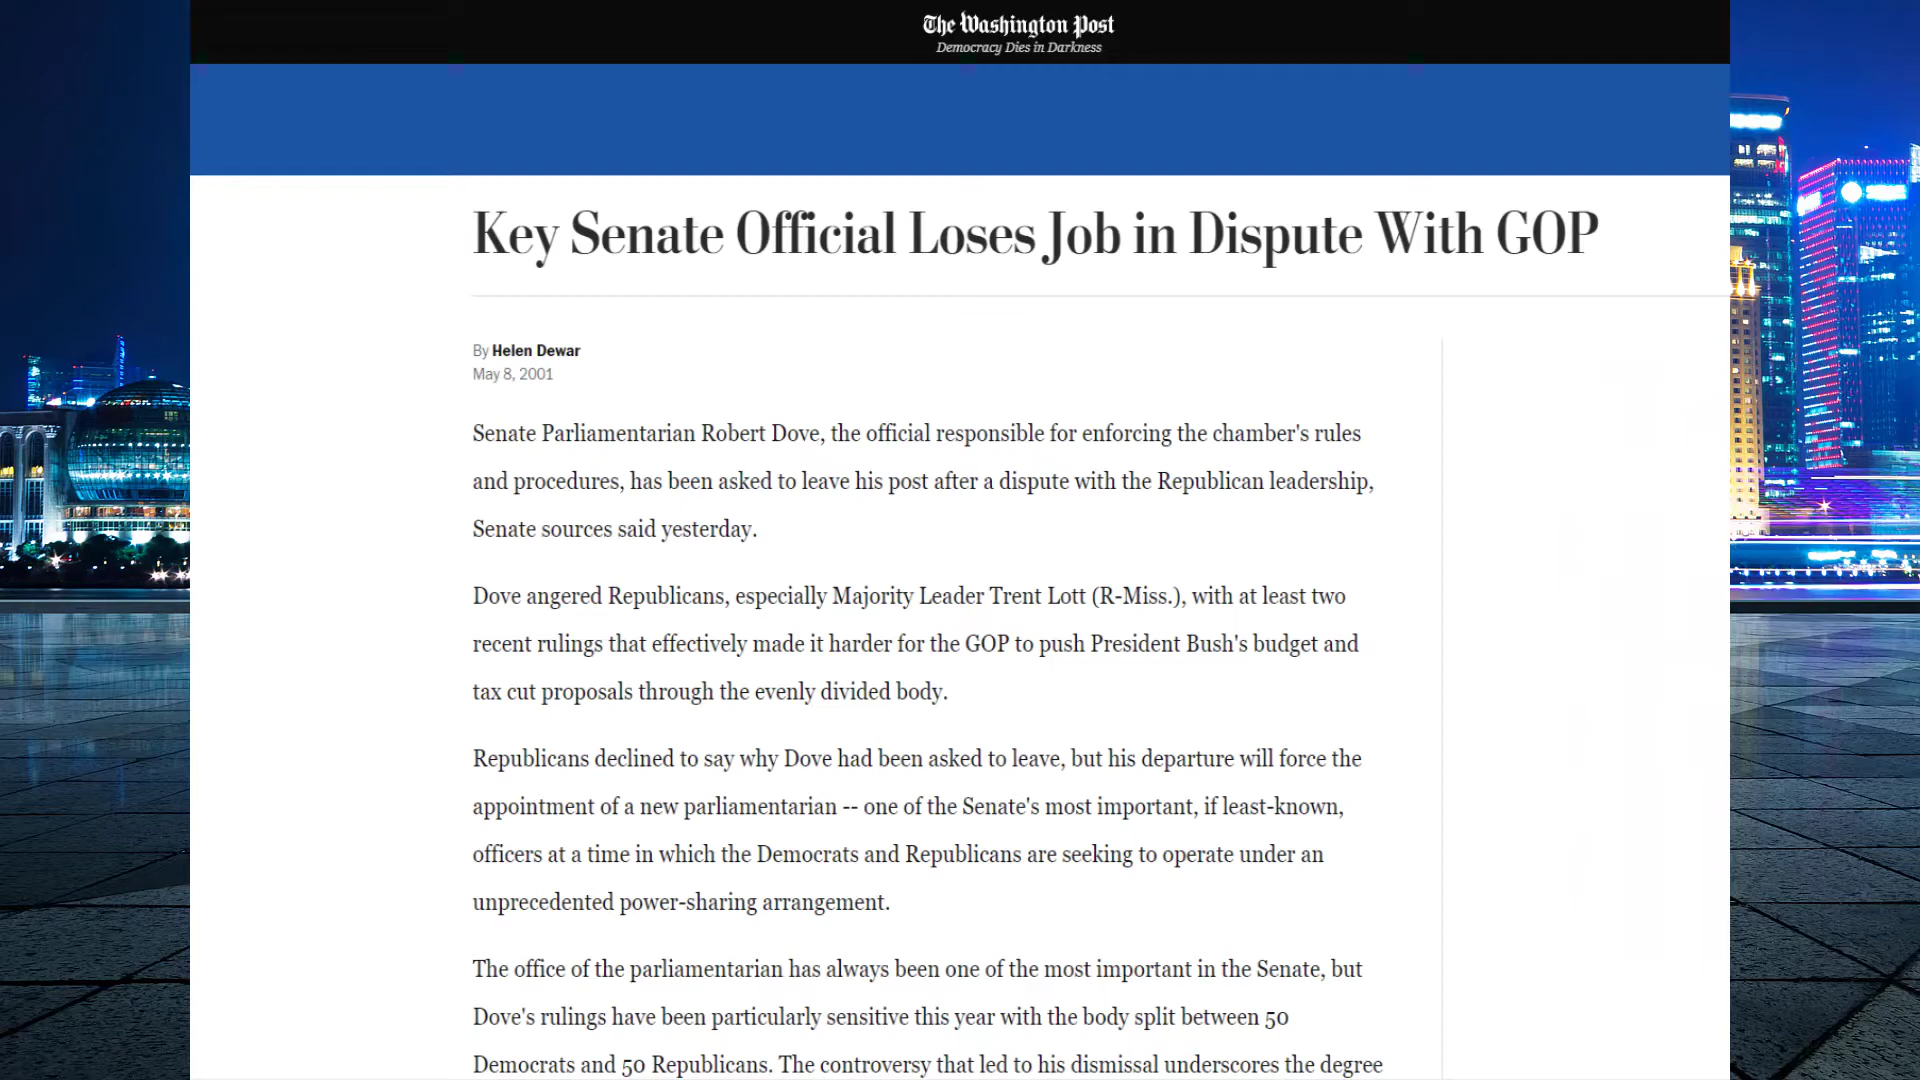 The Washington Post
Democracy Dies in Darkness
Key Senate Official Loses Job in Dispute With GOP
By Helen Dewar
May 8, 2001
Senate Parliamentarian Robert Dove, the official responsible for enforcing the chamber's rules
and procedures, has been asked to leave his post after a dispute with the Republican leadership,
Senate sources said yesterday.
Dove angered Republicans, especially Majority Leader Trent Lott (R-Miss.), with at least two
recent rulings that effectively made it harder for the GOP to push President Bush's budget and
tax cut proposals through the evenly divided body.
Republicans declined to say why Dove had been asked to leave, but his departure will force the
appointment of a new parliamentarian -- one of the Senate's most important, if least-known,
officers at a time in which the Democrats and Republicans are seeking to operate under an
unprecedented power-sharing arrangement.
The office of the parliamentarian has always been one of the most important in the Senate, but
Dove's rulings have been particularly sensitive this year with the body split between 50
Democrats and 50 Republicans. The controversy that led to his dismissal underscores the degree